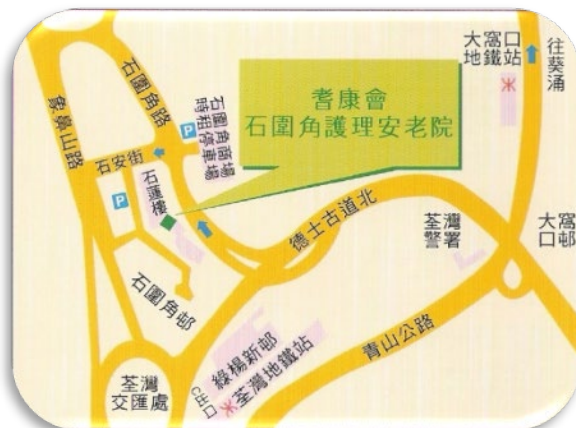 大窩口
地鐵站
往葵涌
石圍角路
象鼻山路
耆康會
石圍角護理安老院
石圍角商場
時租停車場
P
石安街
P
石蓮樓
德士古道北
荃灣
警署
大窩
口邨
石圍角邨
青山公路
綠楊新邨
荃灣地鐵站
C出口
荃灣
交匯處